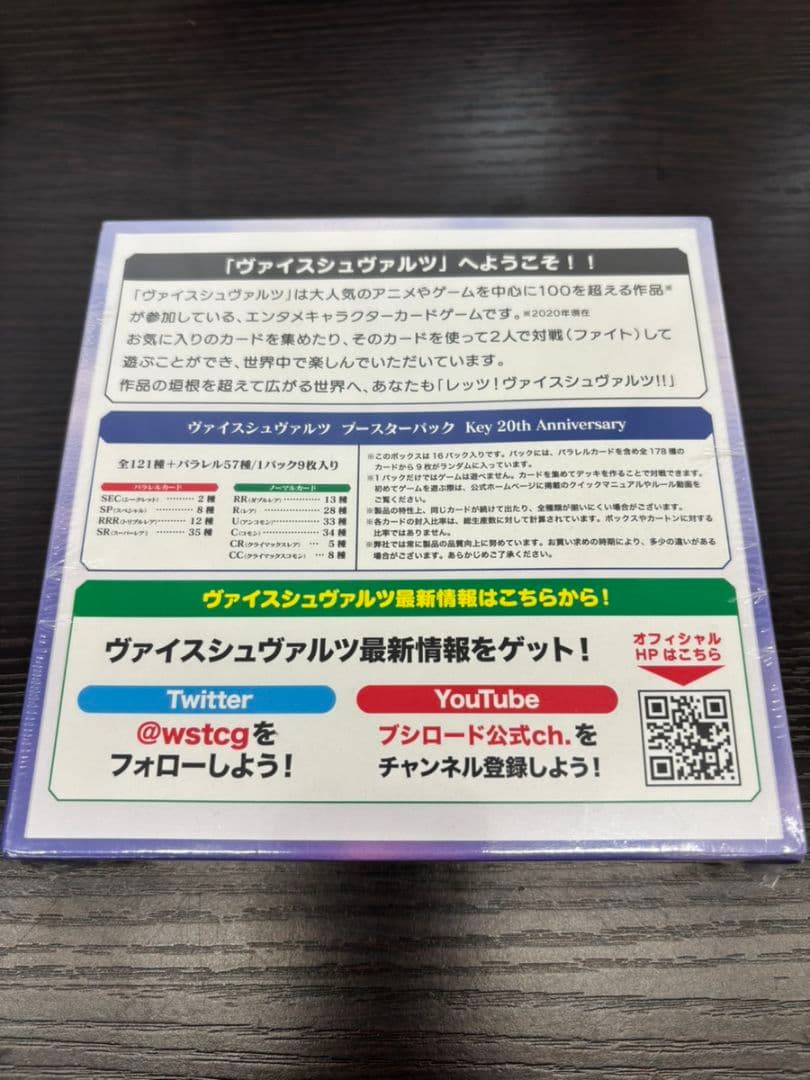 「ヴァイスシュヴァルツ」へようこそ！！
「ヴァイスシュヴァルツ」は大人気のアニメやゲームを中心に100を超える作品※
が参加している、エンタメキャラクターカードゲームです。※2020年現在
お気に入りのカードを集めたり、そのカードを使って2人で対戦（ファイト）して
遊ぶことができ、世界中で楽しんでいただいています。
作品の垣根を超えて広がる世界へ、あなたも「レッツ！ヴァイスシュヴァルツ!!」
ヴァイスシュヴァルツ ブースターパック Key 20th Anniversary
全121種＋パラレル57種/1パック9枚入り
パラレルカード
SEC(シークレット) ……… 2種
SP(スペシャル) ……… 8種
RRR(トリプルレア) ……… 12種
SR(スーパーレア) ……… 35種
ノーマルカード
RR(ダブルレア) ……… 13種
R(レア) ……… 28種
U(アンコモン) ……… 33種
C(コモン) ……… 34種
CR(クライマックスレア) … 5種
CC(クライマックスコモン) … 8種
※このボックスは16パック入りです。パックには、パラレルカードを含め全178種の
カードから9枚がランダムに入っています。
※1パックだけではゲームは遊べません。カードを集めてデッキを作ることで対戦できます。
初めてゲームを遊ぶ際は、公式ホームページに掲載のクイックマニュアルやルール動画を
ご覧ください。
※製品の特性上、同じカードが続けて出たり、全種類が揃いにくい場合がございます。
※各カードの封入比率は、総生産数に対して計算されています。ボックスやカートンに対する
比率ではありません。
※弊社では常に製品の品質向上に努めています。お買い求めの時期により、多少の違いがある
場合がございます。あらかじめご了承ください。
ヴァイスシュヴァルツ最新情報はこちらから！
ヴァイスシュヴァルツ最新情報をゲット！
Twitter
@wstcgを
フォローしよう！
YouTube
ブシロード公式ch.を
チャンネル登録しよう！
オフィシャル
HPはこちら